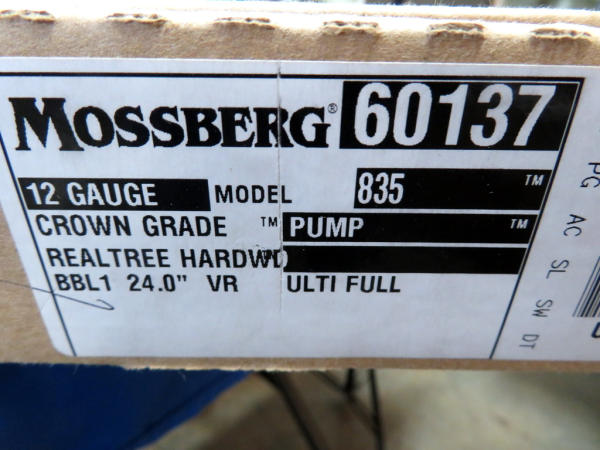 MOSSBERG® 60137
12 GAUGE MODEL 835 ™
CROWN GRADE ™ PUMP ™
REALTREE HARDWD
BBL1 24.0" VR ULTI FULL
PG AC SL SW DT